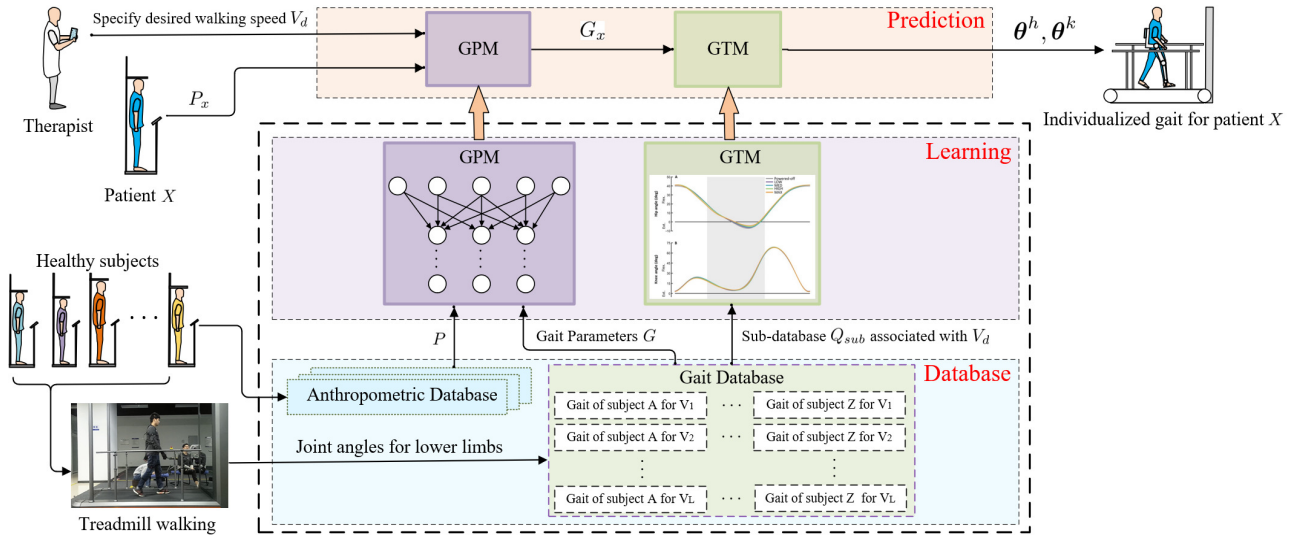 Specify desired walking speed V_d
Prediction
GPM
G_x
GTM
θ^h, θ^k
P_x
Therapist
Patient X
Individualized gait for patient X
Learning
GPM
GTM
Healthy subjects
P
Gait Parameters G
Sub-database Q_sub associated with V_d
Database
Anthropometric Database
Gait Database
Gait of subject A for V1 · · · Gait of subject Z for V1
Gait of subject A for V2 · · · Gait of subject Z for V2
Gait of subject A for VL · · · Gait of subject Z for VL
Joint angles for lower limbs
Treadmill walking